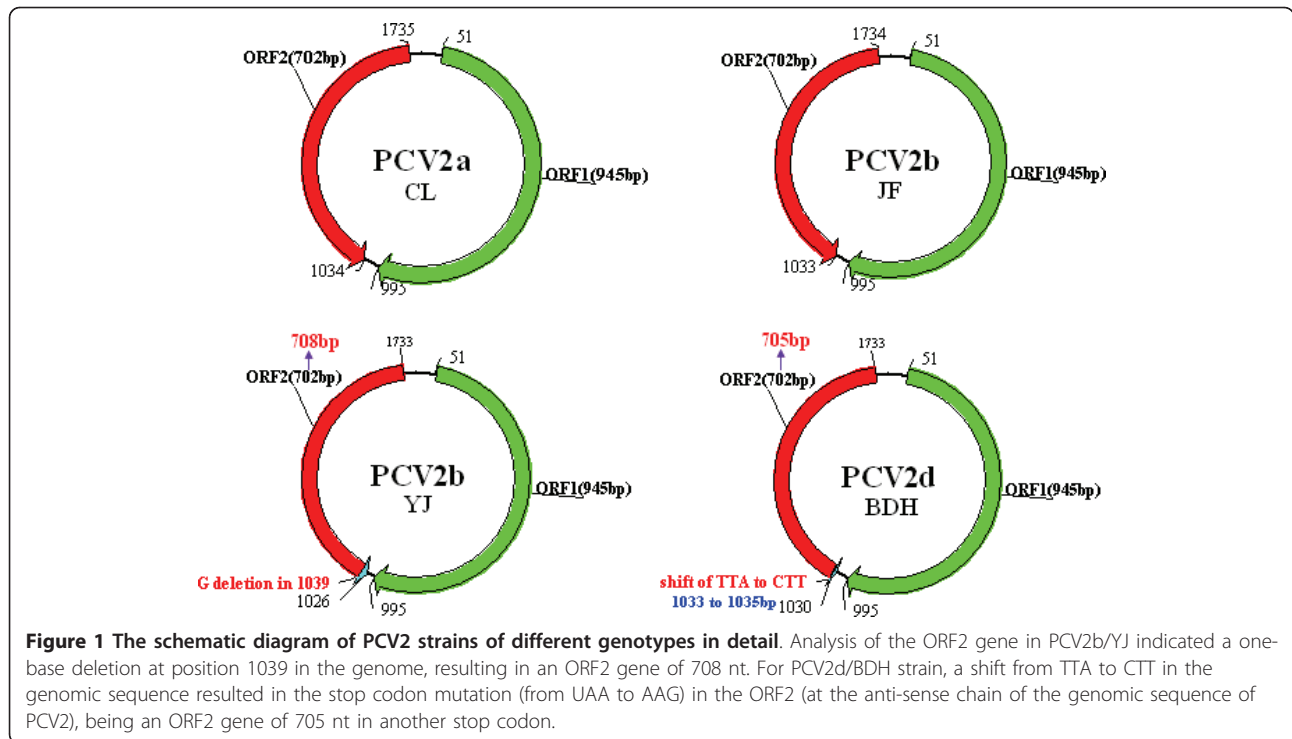 1735
51
ORF2(702bp)
PCV2a
CL
ORF1(945bp)
1034
995
1734
51
ORF2(702bp)
PCV2b
JF
ORF1(945bp)
1033
995
708bp
1733
51
ORF2(702bp)
PCV2b
YJ
ORF1(945bp)
G deletion in 1039
1026
995
705bp
1733
51
ORF2(702bp)
PCV2d
BDH
ORF1(945bp)
shift of TTA to CTT
1033 to 1035bp
1030
995
Figure 1 The schematic diagram of PCV2 strains of different genotypes in detail. Analysis of the ORF2 gene in PCV2b/YJ indicated a one-
base deletion at position 1039 in the genome, resulting in an ORF2 gene of 708 nt. For PCV2d/BDH strain, a shift from TTA to CTT in the
genomic sequence resulted in the stop codon mutation (from UAA to AAG) in the ORF2 (at the anti-sense chain of the genomic sequence of
PCV2), being an ORF2 gene of 705 nt in another stop codon.